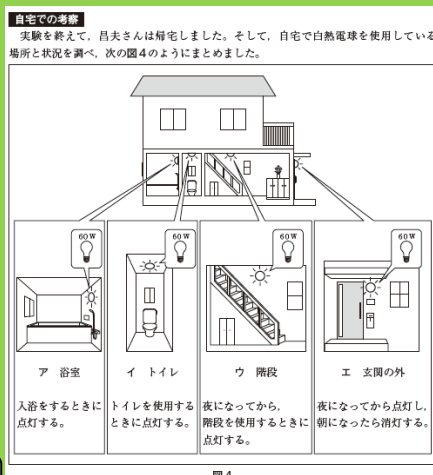 自宅での考察
実験を終えて，昌夫さんは帰宅しました。そして，自宅で白熱電球を使用している
場所と状況を調べ，次の図4のようにまとめました。
60W
60W
60W
60W
ア　浴室
入浴をするときに
点灯する。
イ　トイレ
トイレを使用する
ときに点灯する。
ウ　階段
夜になってから，
階段を使用するときに
点灯する。
エ　玄関の外
夜になってから点灯し，
朝になったら消灯する。
図4